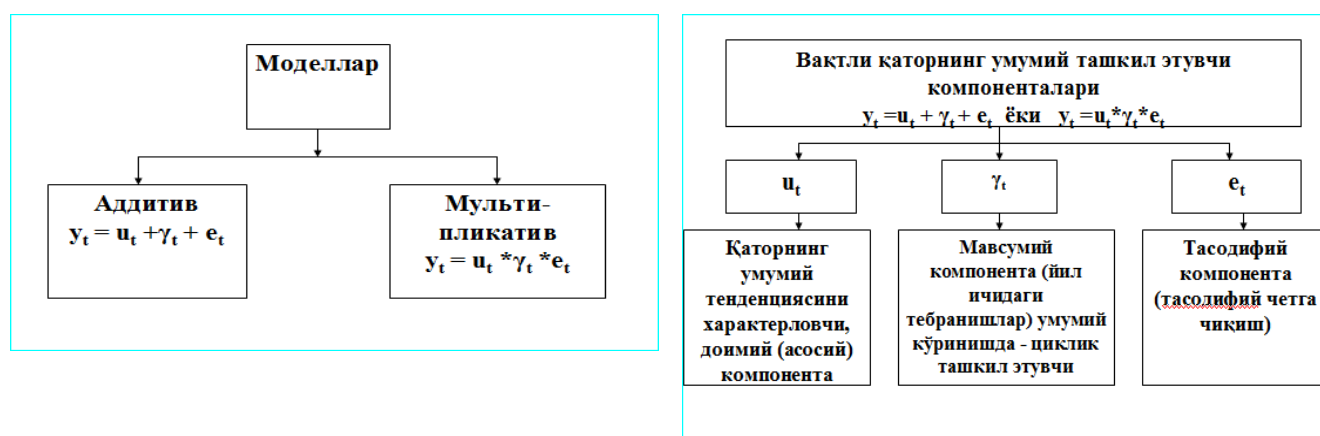 Моделлар
Аддитив
yₜ = uₜ +γₜ + eₜ
Мульти-
пликатив
yₜ = uₜ *γₜ *eₜ
Вақтли қаторнинг умумий ташкил этувчи
компоненталари
yₜ =uₜ + γₜ + eₜ ёки yₜ =uₜ*γₜ*eₜ
uₜ
γₜ
eₜ
Қаторнинг
умумий
тенденциясини
характерловчи,
доимий (асосий)
компонента
Мавсумий
компонента (йил
ичидаги
тебранишлар) умумий
кўринишда - циклик
ташкил этувчи
Тасодифий
компонента
(тасодифий четга
чиқиш)